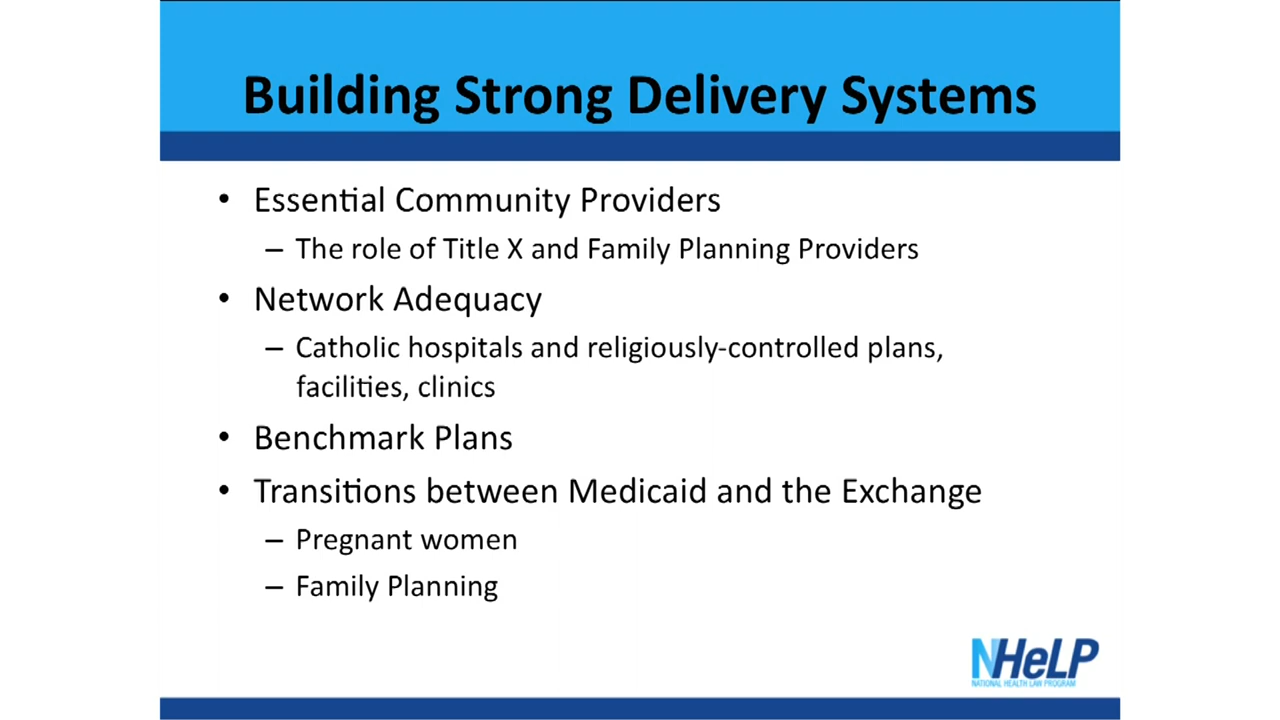 Building Strong Delivery Systems
• Essential Community Providers
– The role of Title X and Family Planning Providers
• Network Adequacy
– Catholic hospitals and religiously-controlled plans,
facilities, clinics
• Benchmark Plans
• Transitions between Medicaid and the Exchange
– Pregnant women
– Family Planning
NHeLP
NATIONAL HEALTH LAW PROGRAM